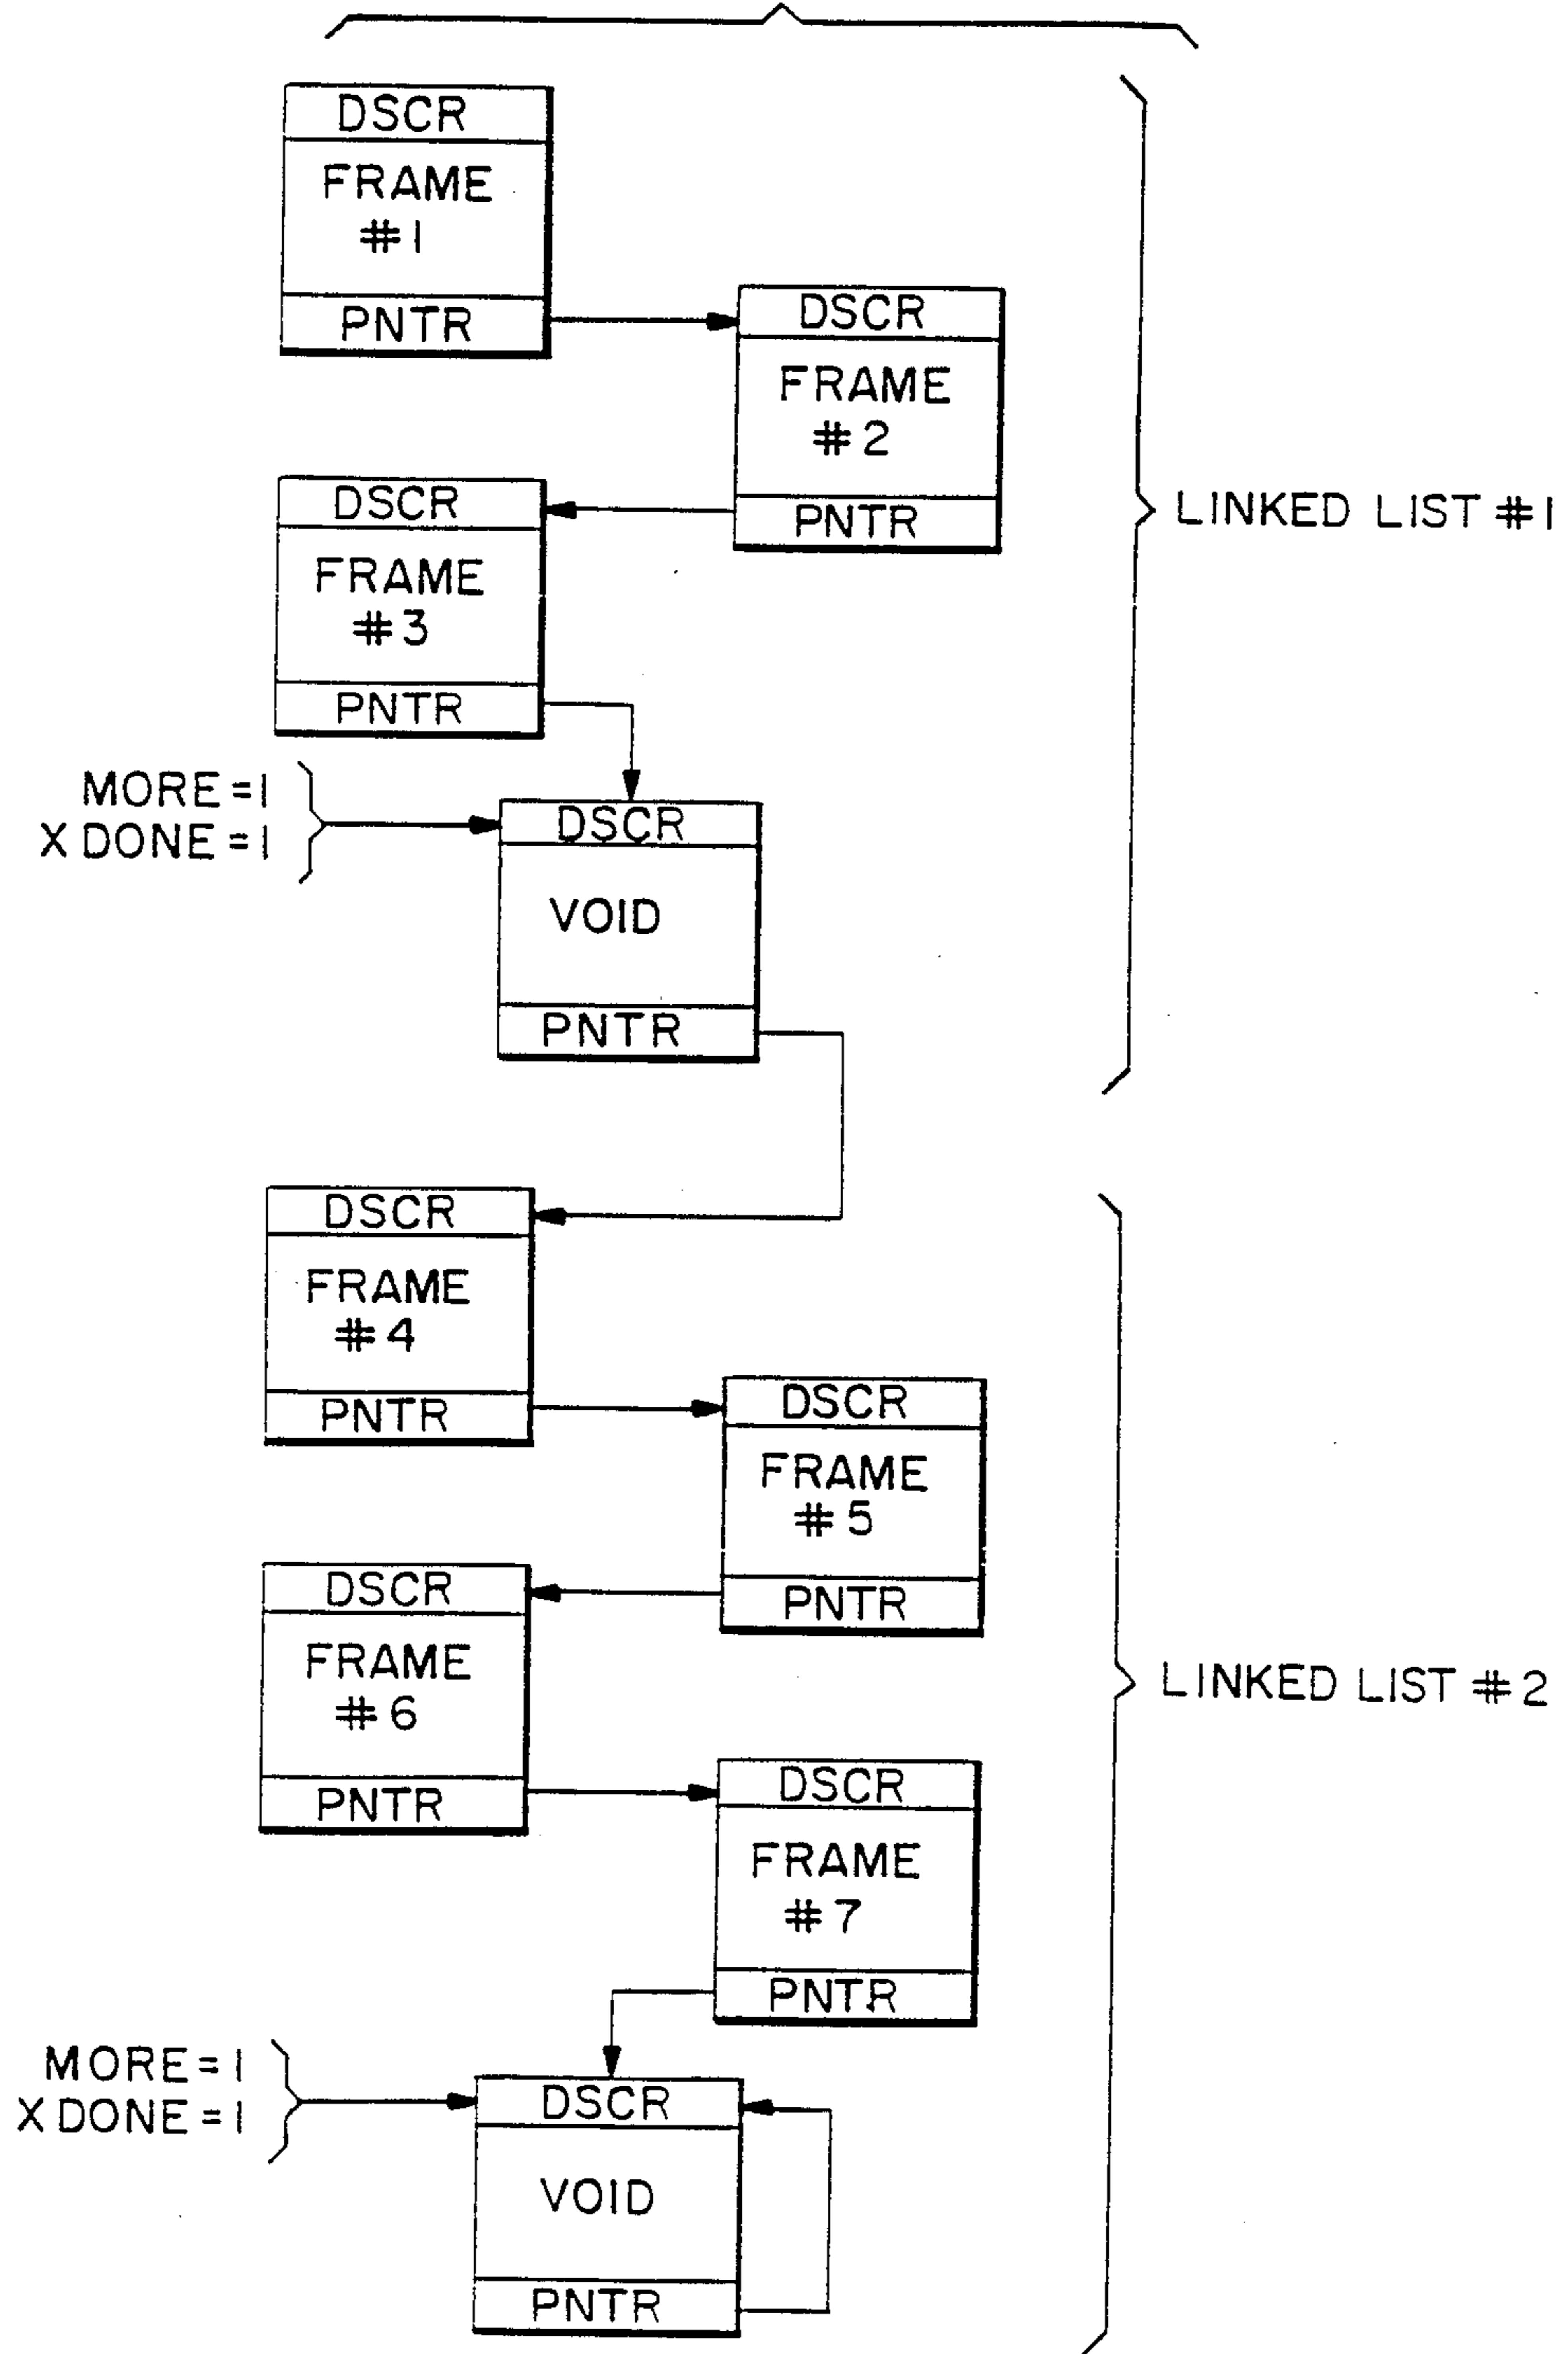 DSCR
FRAME
#1
PNTR
DSCR
FRAME
#2
PNTR
DSCR
FRAME
#3
PNTR
LINKED LIST #1
MORE=1
X DONE=1
DSCR
VOID
PNTR
DSCR
FRAME
#4
PNTR
DSCR
FRAME
#5
PNTR
DSCR
FRAME
#6
PNTR
LINKED LIST #2
DSCR
FRAME
#7
PNTR
MORE=1
X DONE=1
DSCR
VOID
PNTR